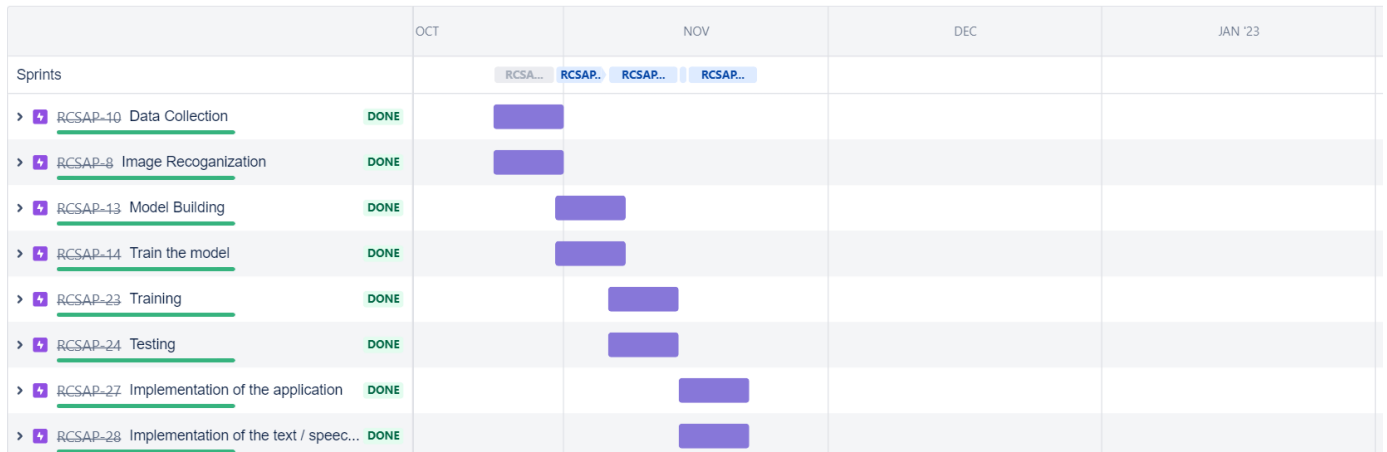 OCT NOV DEC JAN '23
Sprints RCSA... RCSAP.. RCSAP... RCSAP...
RCSAP-10 Data Collection DONE
RCSAP-8 Image Recoganization DONE
RCSAP-13 Model Building DONE
RCSAP-14 Train the model DONE
RCSAP-23 Training DONE
RCSAP-24 Testing DONE
RCSAP-27 Implementation of the application DONE
RCSAP-28 Implementation of the text / speec... DONE